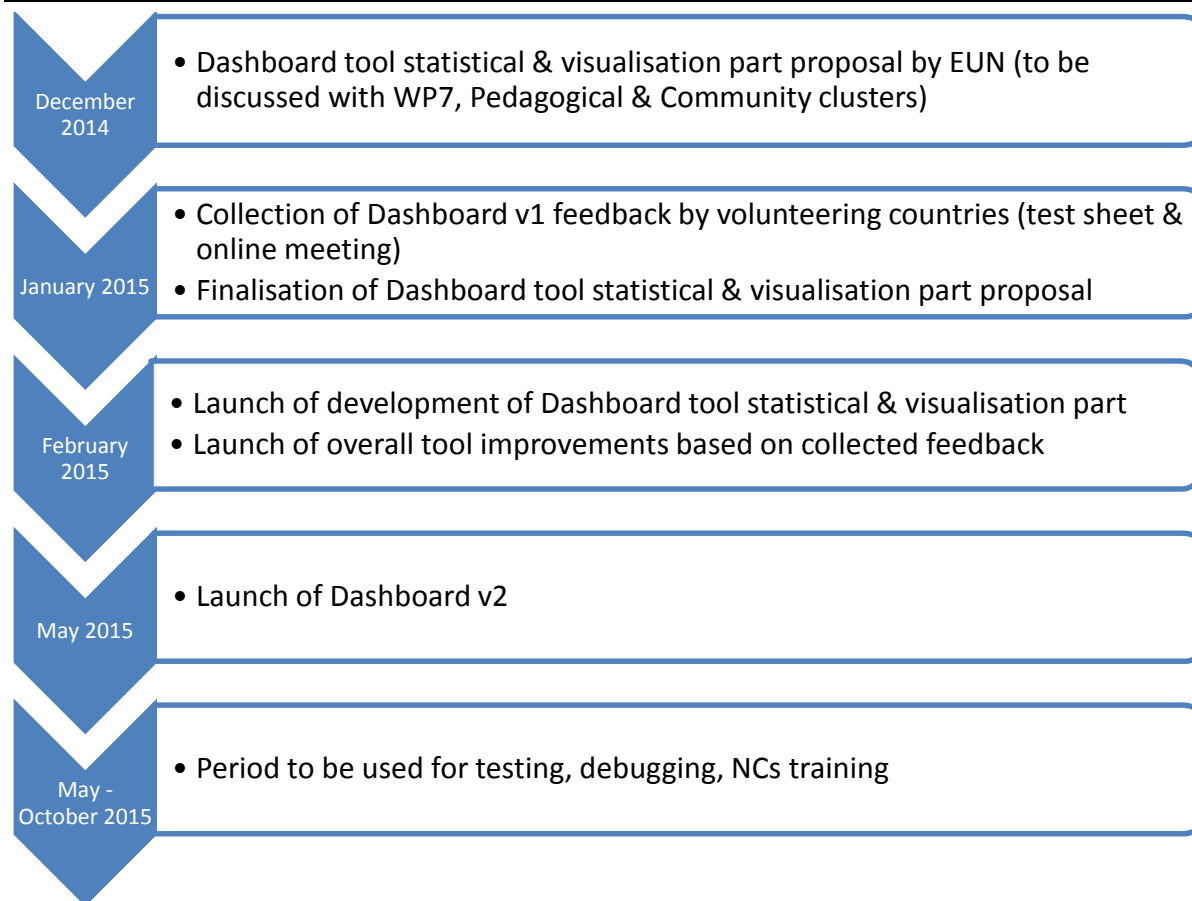 December
2014
• Dashboard tool statistical & visualisation part proposal by EUN (to be
discussed with WP7, Pedagogical & Community clusters)
January 2015
• Collection of Dashboard v1 feedback by volunteering countries (test sheet &
online meeting)
• Finalisation of Dashboard tool statistical & visualisation part proposal
February
2015
• Launch of development of Dashboard tool statistical & visualisation part
• Launch of overall tool improvements based on collected feedback
May 2015
• Launch of Dashboard v2
May -
October 2015
• Period to be used for testing, debugging, NCs training